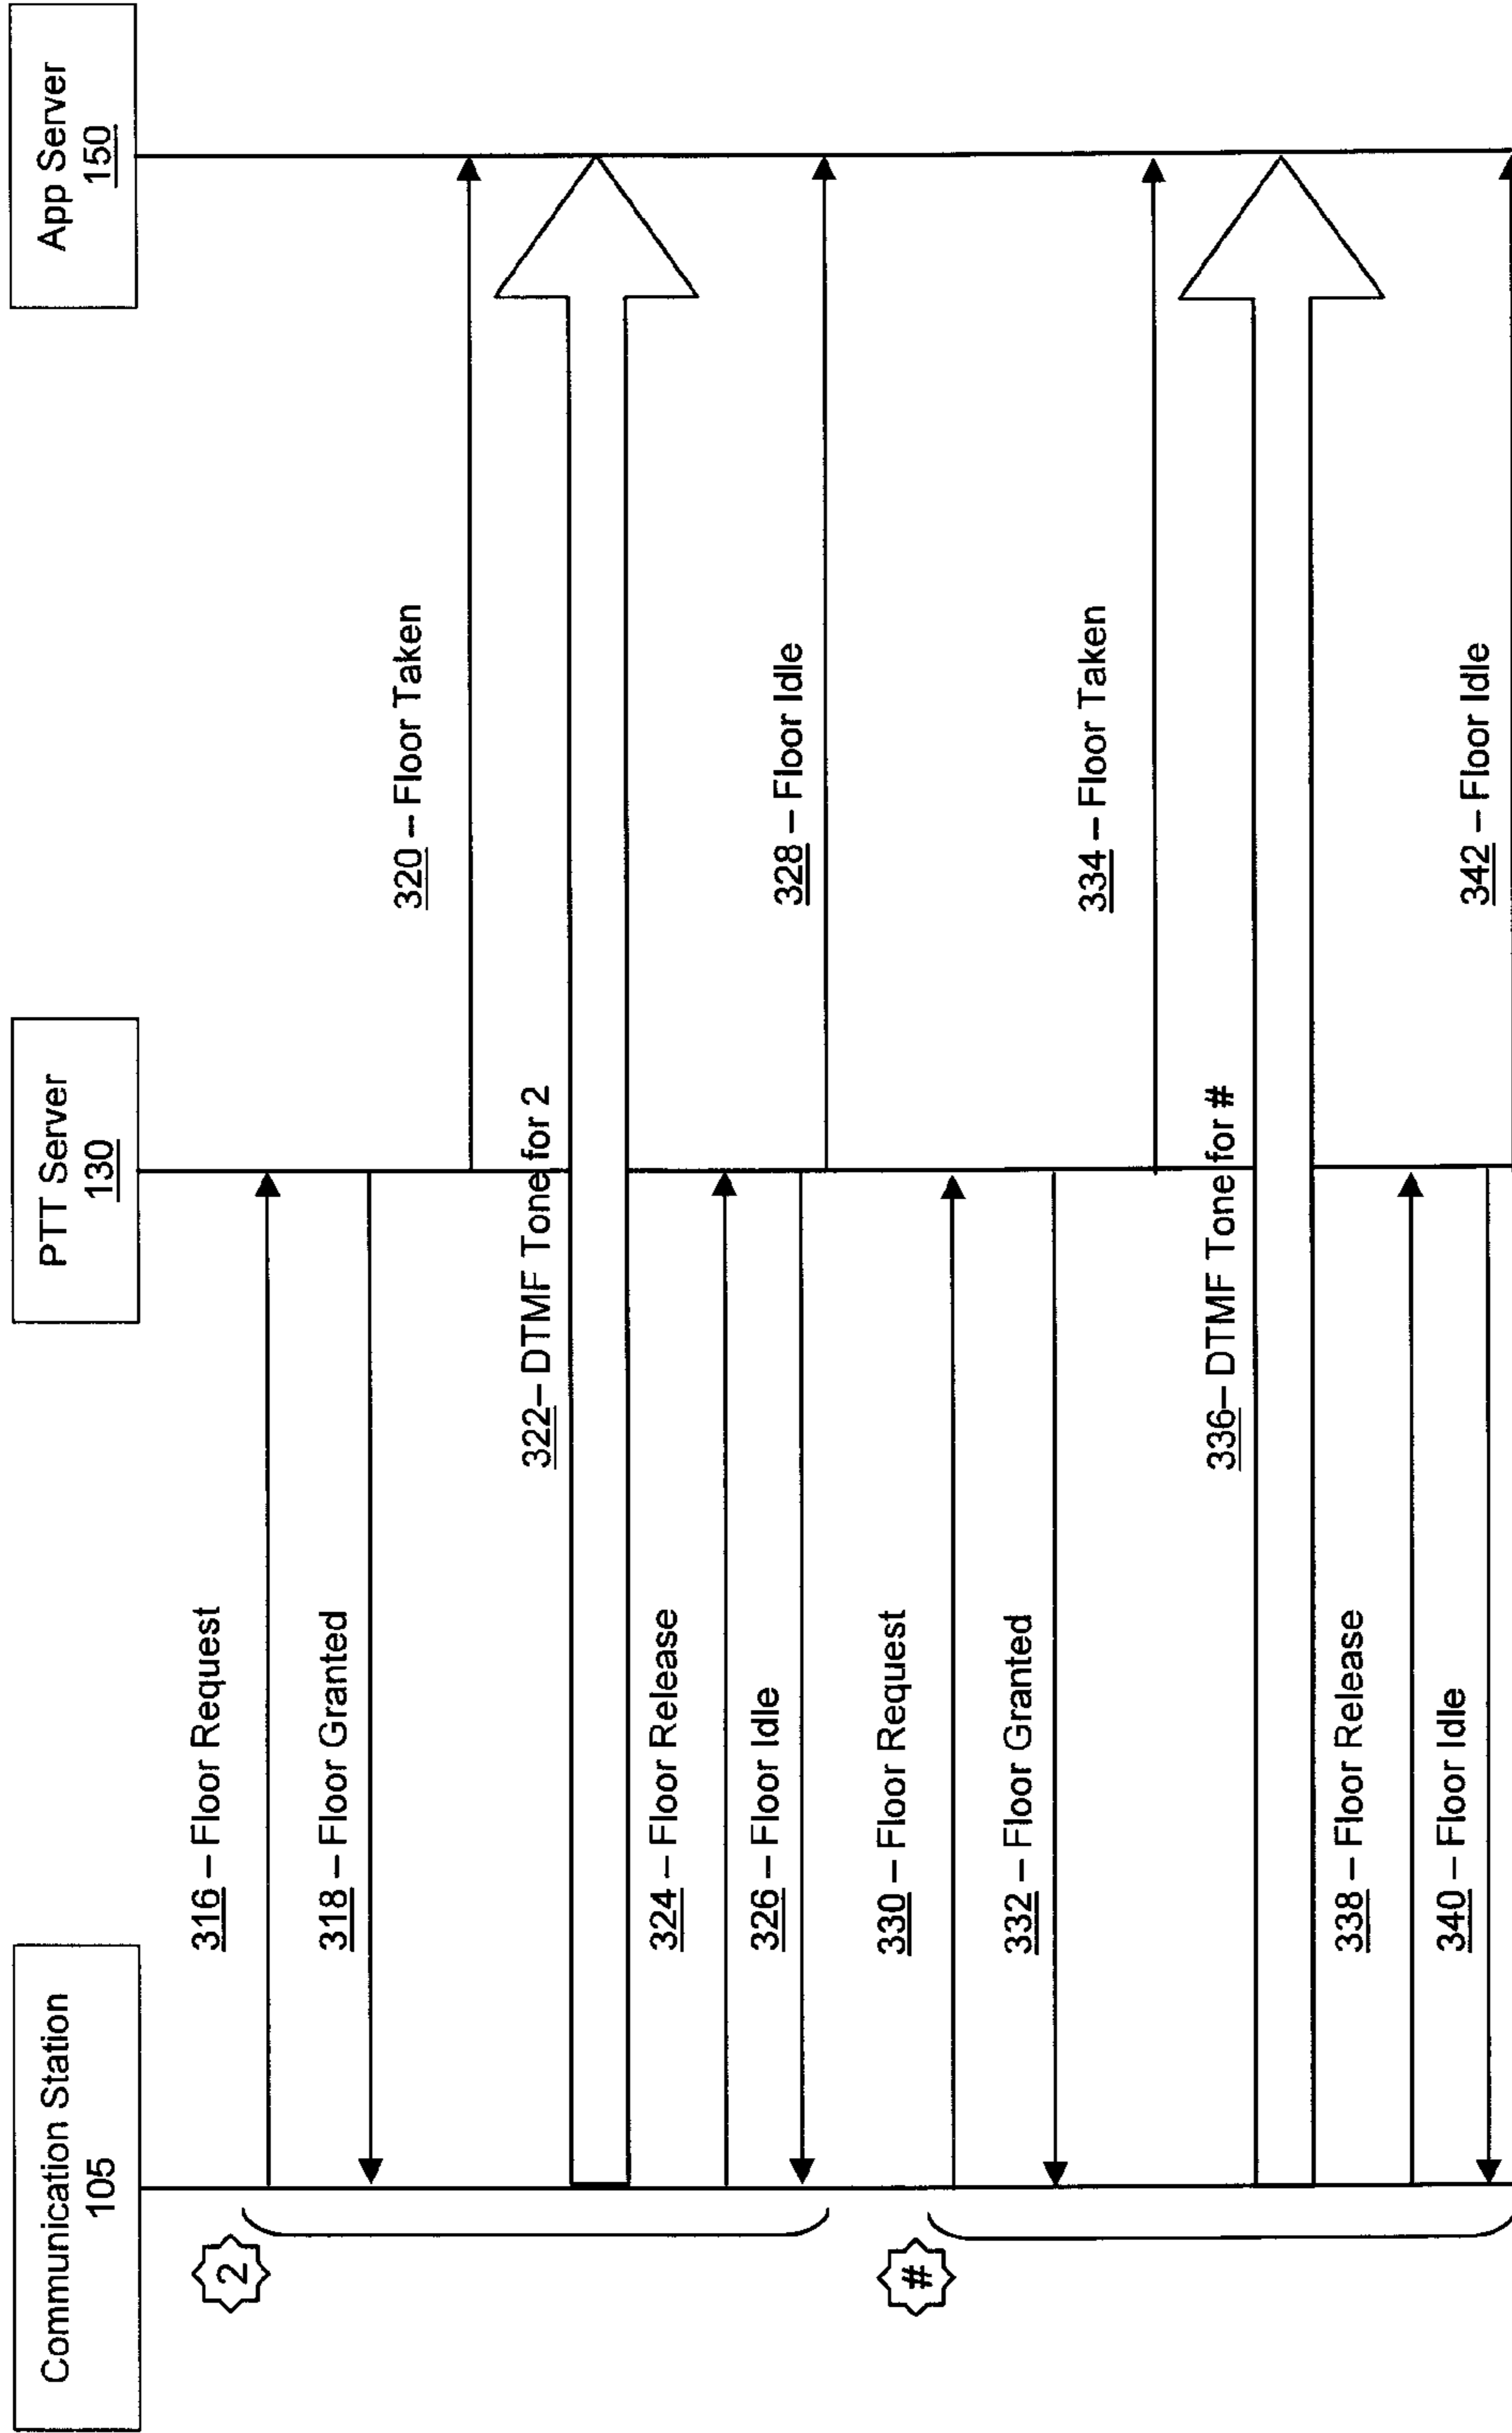 Communication Station
105
PTT Server
130
App Server
150
2
316 – Floor Request
318 – Floor Granted
320 – Floor Taken
322– DTMF Tone for 2
324 – Floor Release
326 – Floor Idle
328 – Floor Idle
#
330 – Floor Request
332 – Floor Granted
334 – Floor Taken
336– DTMF Tone for #
338 – Floor Release
340 – Floor Idle
342 – Floor Idle